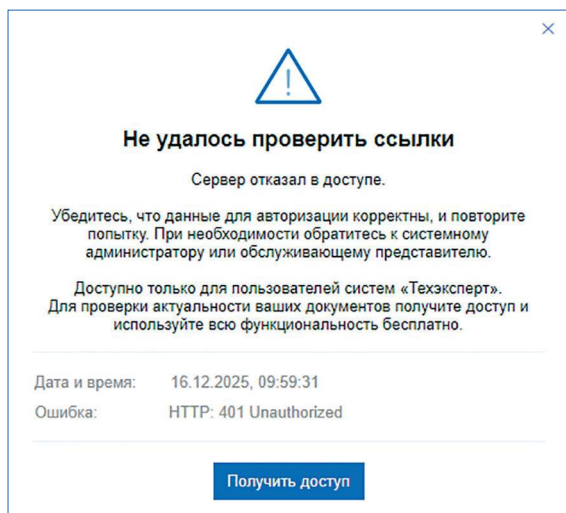 Не удалось проверить ссылки
Сервер отказал в доступе.
Убедитесь, что данные для авторизации корректны, и повторите
попытку. При необходимости обратитесь к системному
администратору или обслуживающему представителю.
Доступно только для пользователей систем «Техэксперт».
Для проверки актуальности ваших документов получите доступ и
используйте всю функциональность бесплатно.
Дата и время: 16.12.2025, 09:59:31
Ошибка: HTTP: 401 Unauthorized
Получить доступ